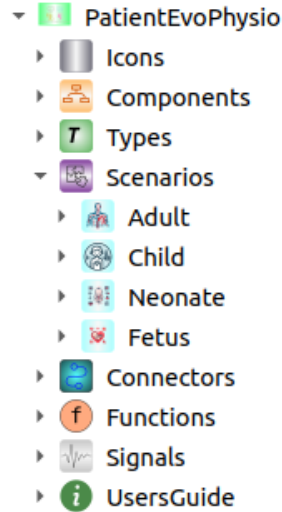 PatientEvoPhysio
Icons
Components
T Types
Scenarios
Adult
Child
Neonate
Fetus
Connectors
f Functions
Signals
i UsersGuide